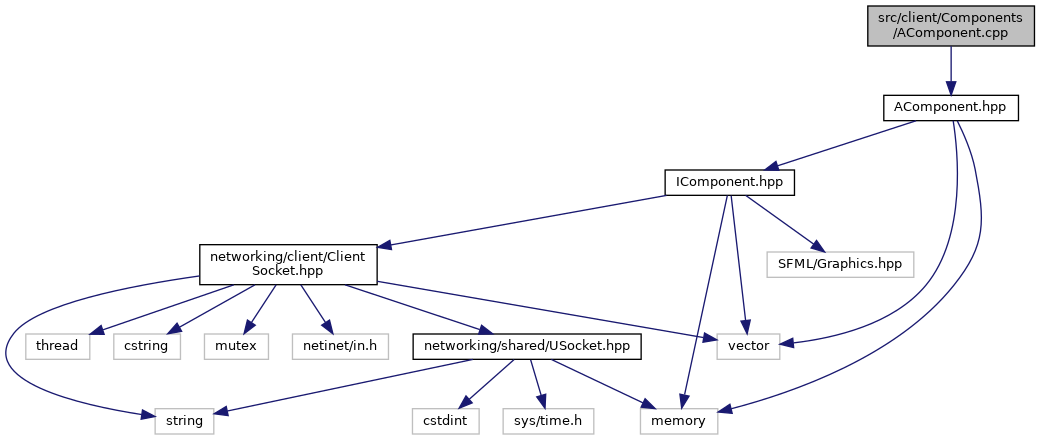 src/client/Components
/AComponent.cpp
AComponent.hpp
IComponent.hpp
networking/client/Client
Socket.hpp
SFML/Graphics.hpp
thread
cstring
mutex
netinet/in.h
networking/shared/USocket.hpp
vector
string
cstdint
sys/time.h
memory